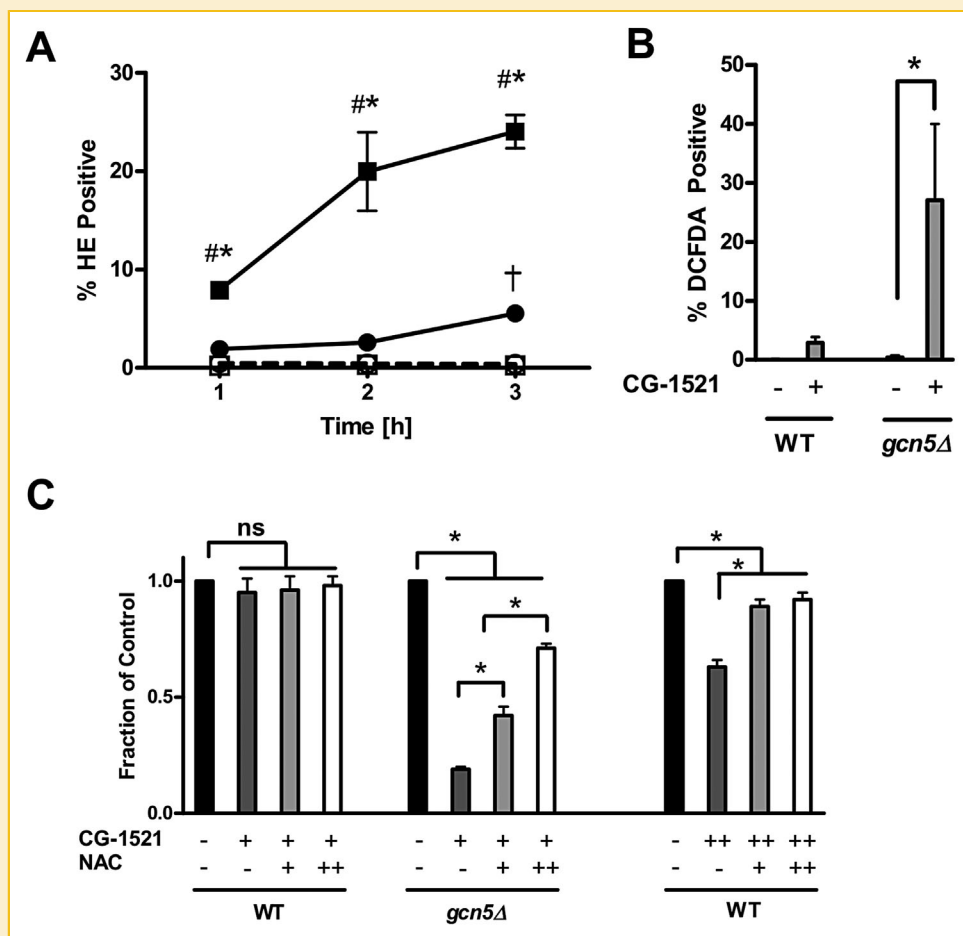 A
30
20
10
0
% HE Positive
#*
#*
#*
†
1 2 3
Time [h]
B
50
40
30
20
10
0
% DCFDA Positive
*
CG-1521 - + - +
WT gcn5Δ
C
1.0
0.5
0.0
Fraction of Control
ns
*
*
*
*
*
CG-1521 - + + + - + + + - ++ ++ ++
NAC - - + ++ - - + ++ - - + ++
WT gcn5Δ WT